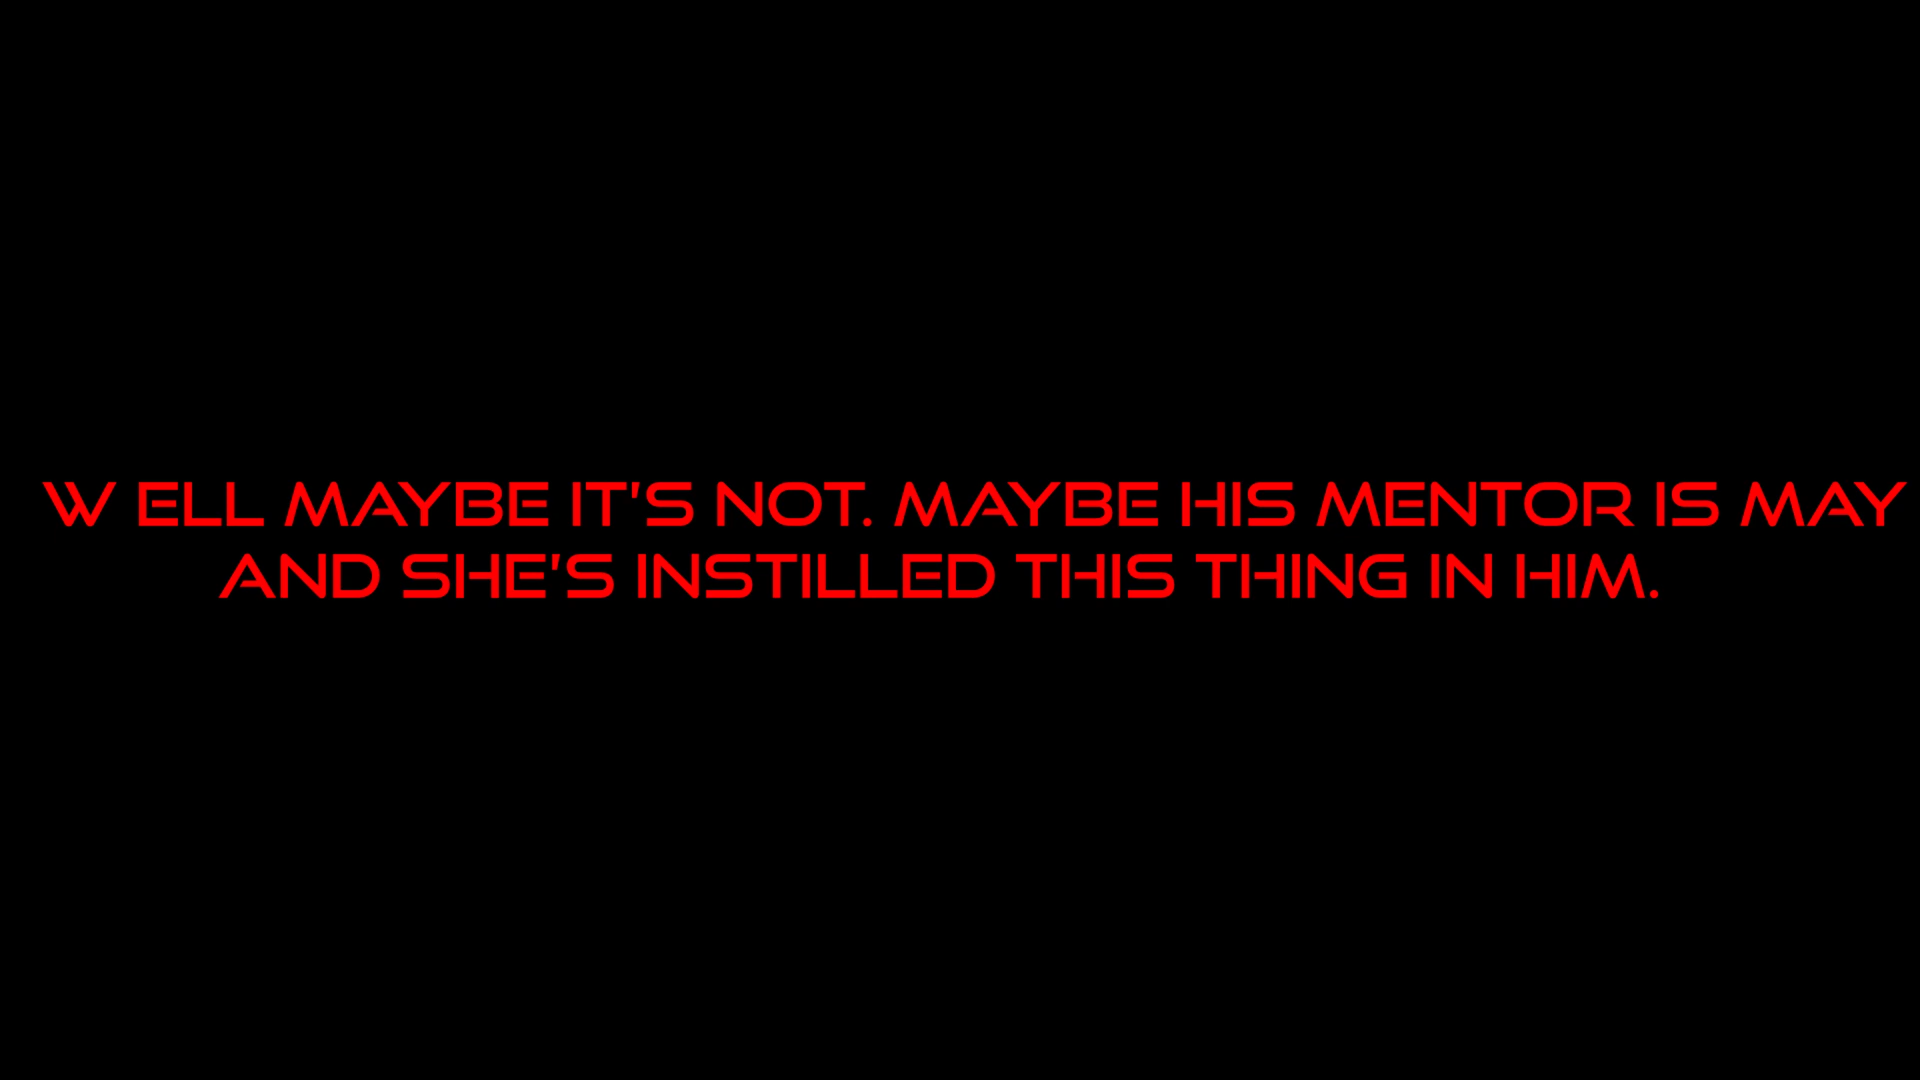 W ELL MAYBE IT'S NOT. MAYBE HIS MENTOR IS MAY
AND SHE'S INSTILLED THIS THING IN HIM.